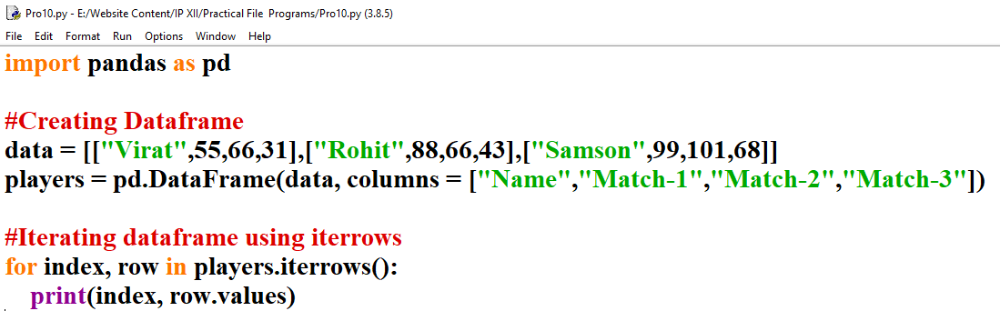 Pro10.py - E:/Website Content/IP XII/Practical File  Programs/Pro10.py (3.8.5)
File Edit Format Run Options Window Help
import pandas as pd
#Creating Dataframe
data = [["Virat",55,66,31],["Rohit",88,66,43],["Samson",99,101,68]]
players = pd.DataFrame(data, columns = ["Name","Match-1","Match-2","Match-3"])
#Iterating dataframe using iterrows
for index, row in players.iterrows():
    print(index, row.values)